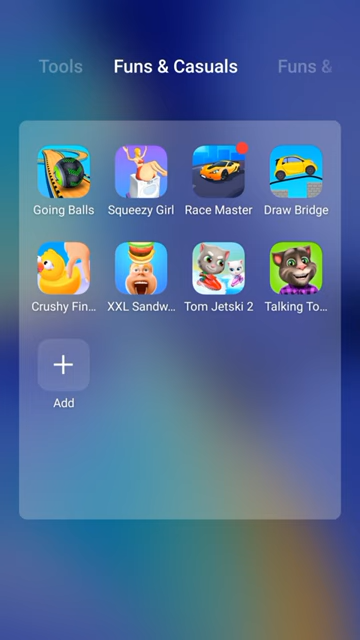 Tools
Funs & Casuals
Funs &
Going Balls
Squeezy Girl
Race Master
Draw Bridge
Crushy Fin...
XXL Sandw...
Tom Jetski 2
Talking To...
Add